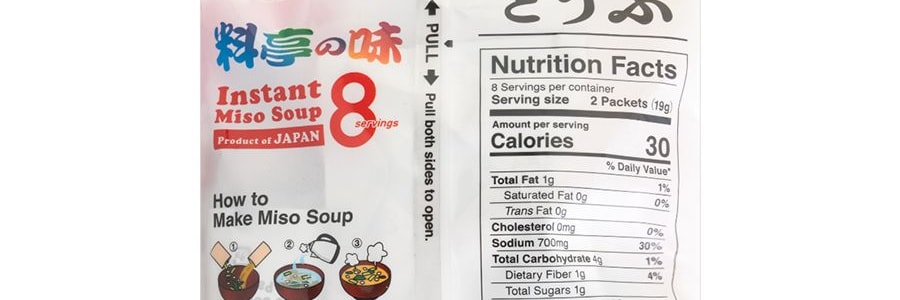 料亭の味
Instant
Miso Soup
8
servings
Product of JAPAN
How to
Make Miso Soup
① ② ③
PULL
Pull both sides to open.
とうふ
Nutrition Facts
8 Servings per container
Serving size 2 Packets (19g)
Amount per serving
Calories 30
% Daily Value*
Total Fat 1g 1%
Saturated Fat 0g 0%
Trans Fat 0g
Cholesterol 0mg 0%
Sodium 700mg 30%
Total Carbohydrate 4g 1%
Dietary Fiber 1g 4%
Total Sugars 1g